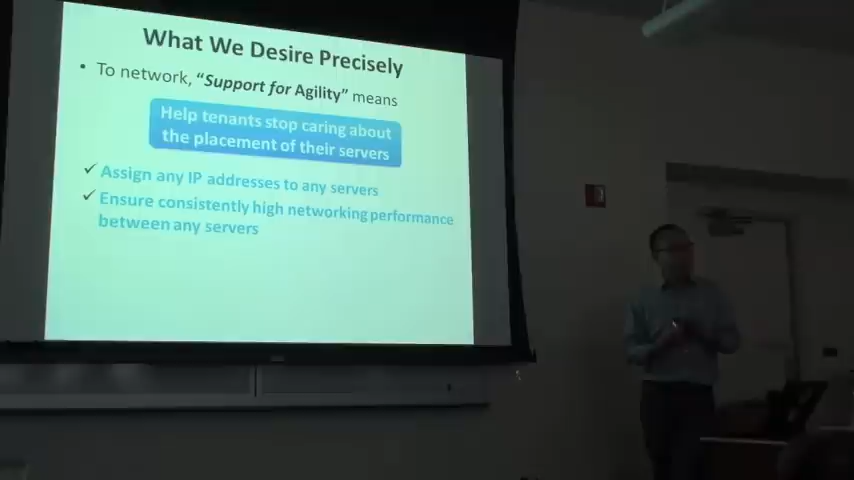 What We Desire Precisely
• To network, "Support for Agility" means
Help tenants stop caring about
the placement of their servers
✓ Assign any IP addresses to any servers
✓ Ensure consistently high networking performance
between any servers